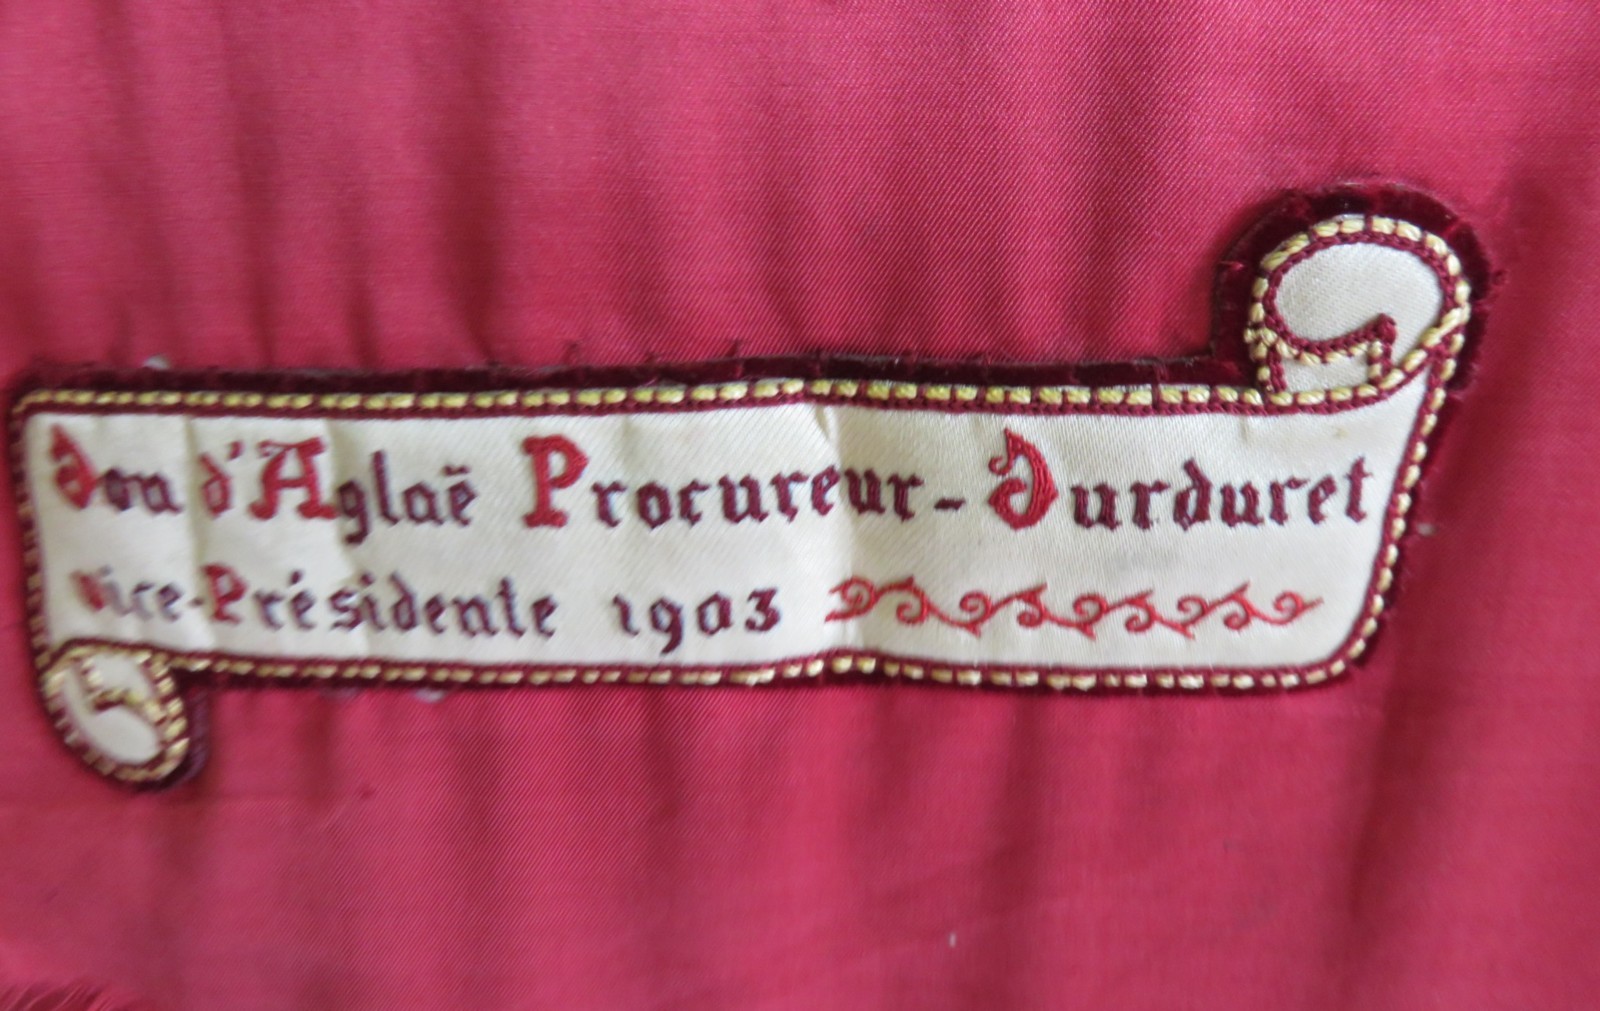 Don d'Aglaë Procureur-Durduret
Vice-Présidente 1903